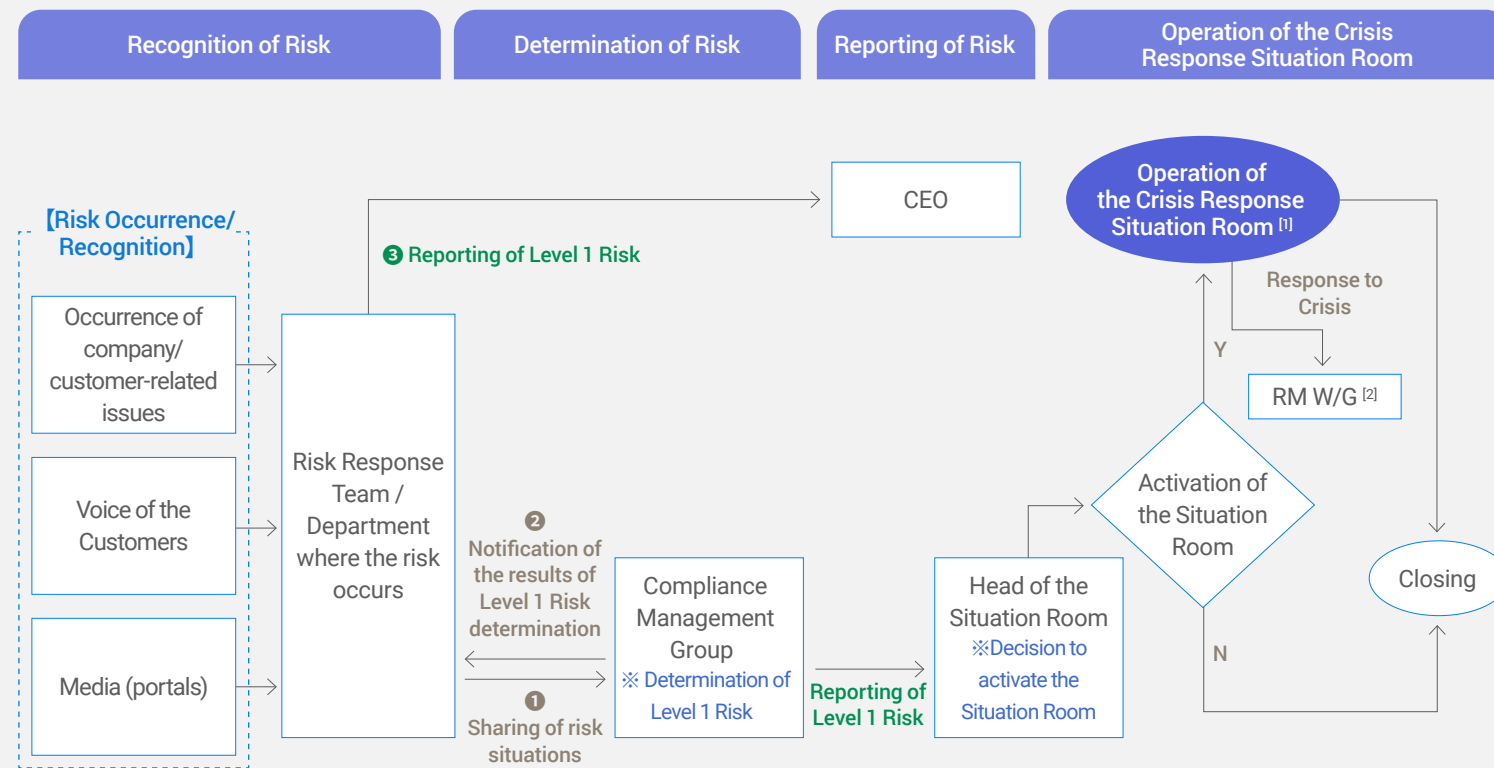 Recognition of Risk
Determination of Risk
Reporting of Risk
Operation of the Crisis
Response Situation Room
【Risk Occurrence/
Recognition】
Occurrence of
company/
customer-related
issues
Voice of the
Customers
Media (portals)
Risk Response
Team /
Department
where the risk
occurs
❸ Reporting of Level 1 Risk
CEO
❷
Notification of
the results of
Level 1 Risk
determination
❶
Sharing of risk
situations
Compliance
Management
Group
※ Determination of
Level 1 Risk
Reporting of
Level 1 Risk
Head of the
Situation Room
※Decision to
activate the
Situation Room
Operation of
the Crisis Response
Situation Room [1]
Response to
Crisis
Y
RM W/G [2]
Activation of
the Situation
Room
N
Closing